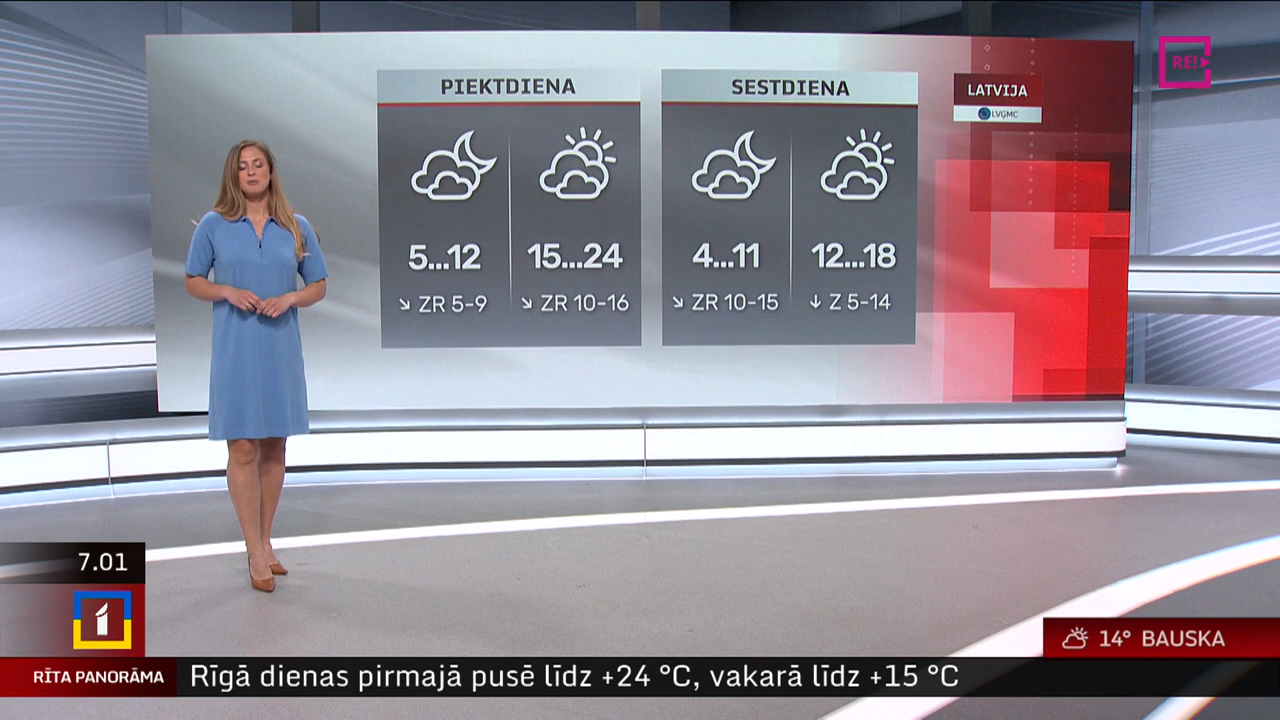 PIEKTDIENA
5...12
15...24
ZR 5-9
ZR 10-16
SESTDIENA
4...11
12...18
ZR 10-15
Z 5-14
LATVIJA
LVĢMC
RE!
7.01
1
14° BAUSKA
RĪTA PANORĀMA
Rīgā dienas pirmajā pusē līdz +24 °C, vakarā līdz +15 °C